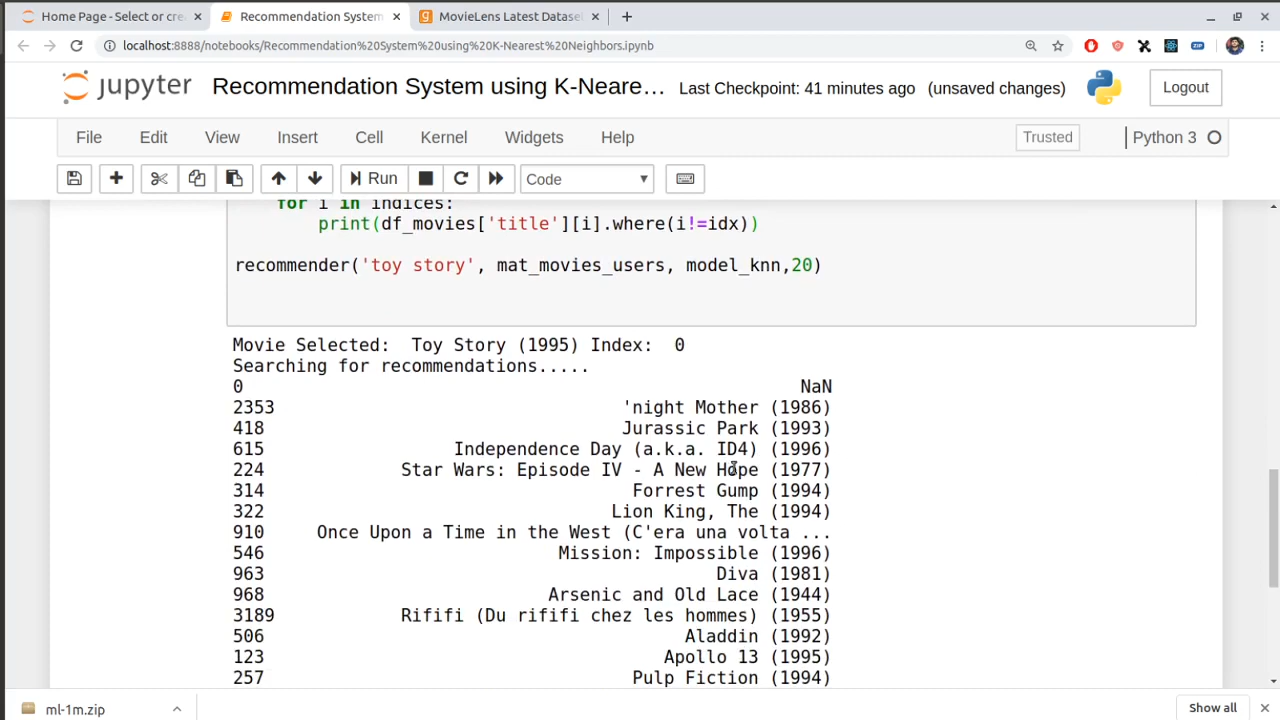 Home Page - Select or cre
Recommendation System
MovieLens Latest Datase
localhost:8888/notebooks/Recommendation%20System%20using%20K-Nearest%20Neighbors.ipynb
ZIP
jupyter Recommendation System using K-Neare… Last Checkpoint: 41 minutes ago (unsaved changes) Logout
File Edit View Insert Cell Kernel Widgets Help Trusted Python 3
Run Code
for i in indices:
print(df_movies['title'][i].where(i!=idx))
recommender('toy story', mat_movies_users, model_knn,20)
Movie Selected:  Toy Story (1995) Index:  0
Searching for recommendations.....
0 NaN
2353 'night Mother (1986)
418 Jurassic Park (1993)
615 Independence Day (a.k.a. ID4) (1996)
224 Star Wars: Episode IV - A New Hope (1977)
314 Forrest Gump (1994)
322 Lion King, The (1994)
910 Once Upon a Time in the West (C'era una volta ...
546 Mission: Impossible (1996)
963 Diva (1981)
968 Arsenic and Old Lace (1944)
3189 Rififi (Du rififi chez les hommes) (1955)
506 Aladdin (1992)
123 Apollo 13 (1995)
257 Pulp Fiction (1994)
ml-1m.zip
Show all